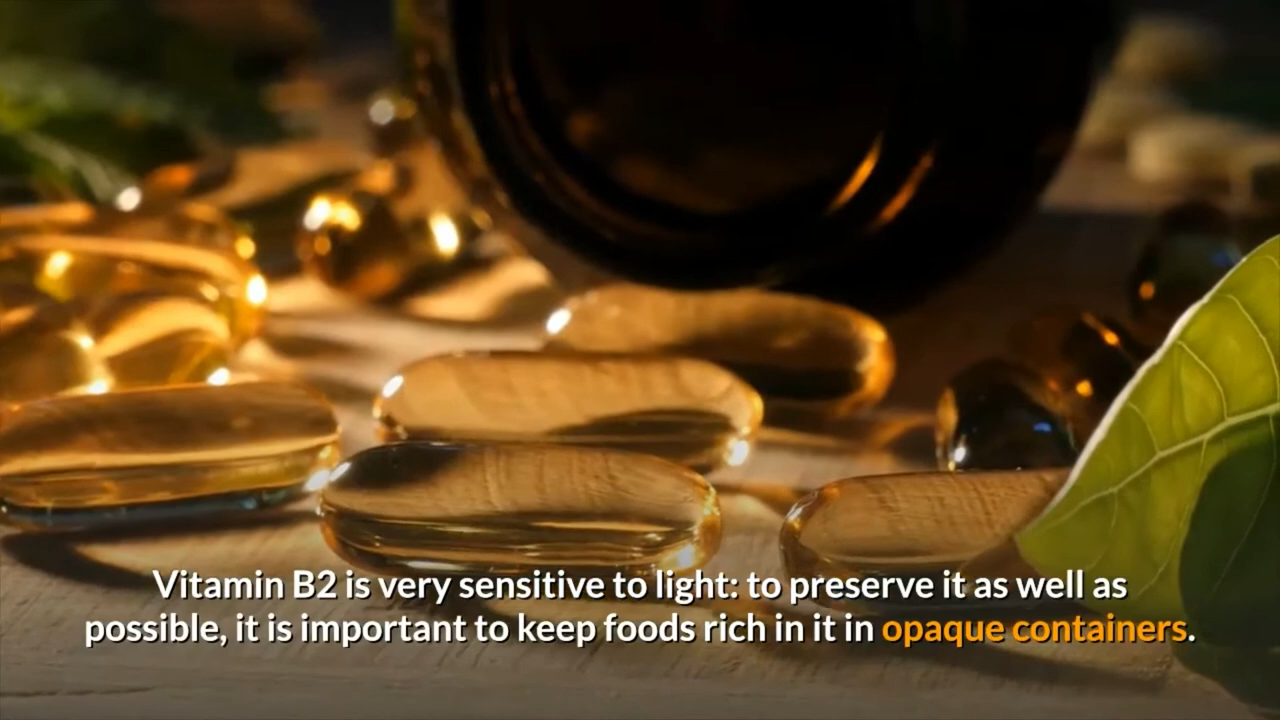 Vitamin B2 is very sensitive to light: to preserve it as well as
possible, it is important to keep foods rich in it in opaque containers.